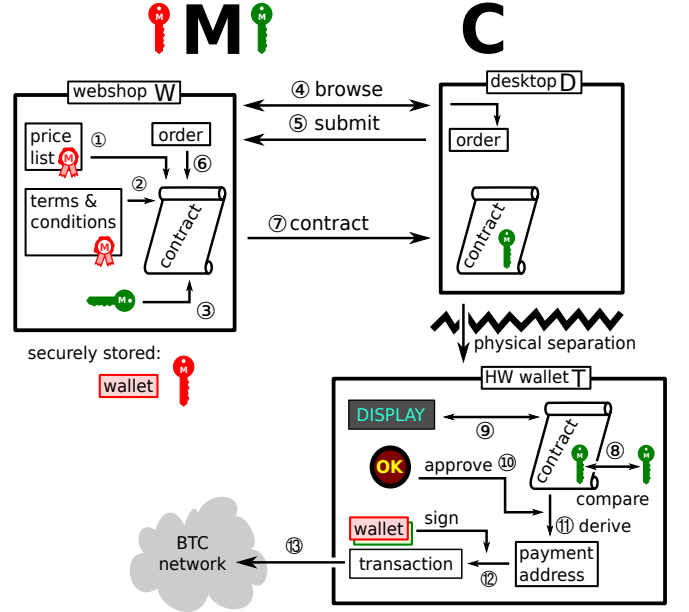 M M M
C
webshop W
desktop D
④ browse
⑤ submit
price
list
M
①
order
⑥
order
②
terms &
conditions
M
contract
contract
M
⑦ contract
M
③
securely stored:
wallet
M
physical separation
HW wallet T
DISPLAY
⑨
contract
M
⑧
M
compare
OK
approve ⑩
⑪ derive
wallet
sign
BTC
network
⑬
transaction
⑫
payment
address